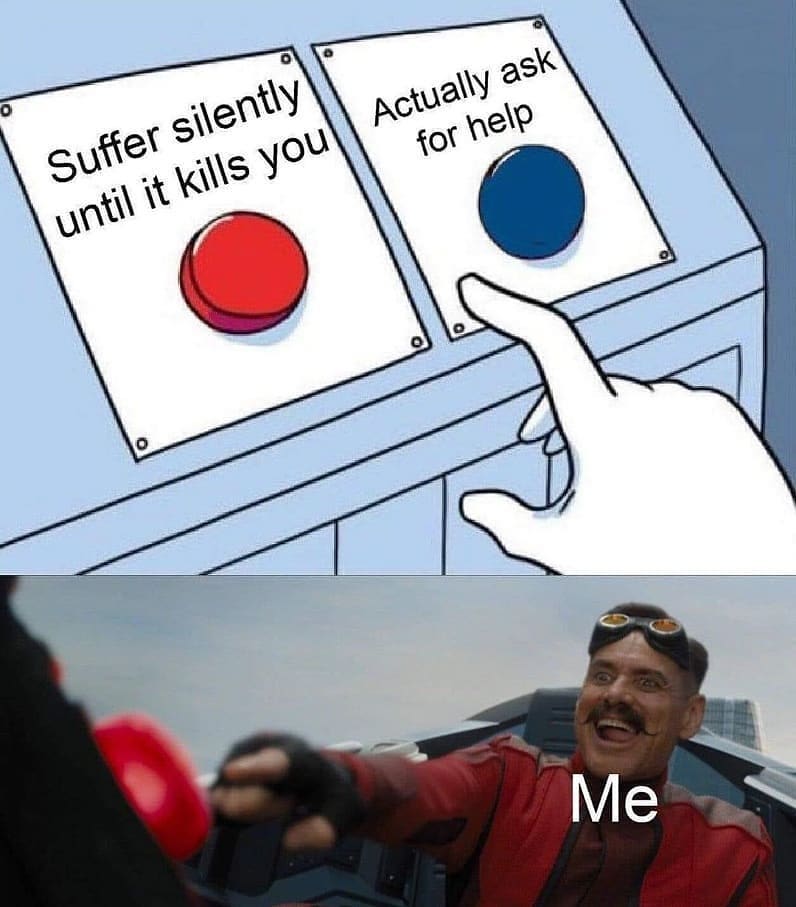 Suffer silently
until it kills you
Actually ask
for help
Me